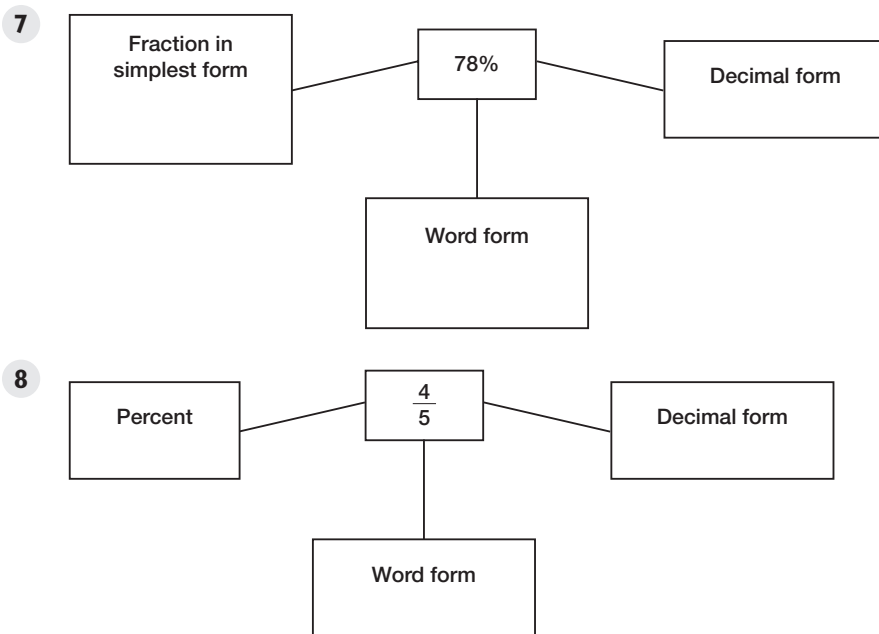 7
Fraction in
simplest form
78%
Decimal form
Word form
8
Percent
4
5
Decimal form
Word form